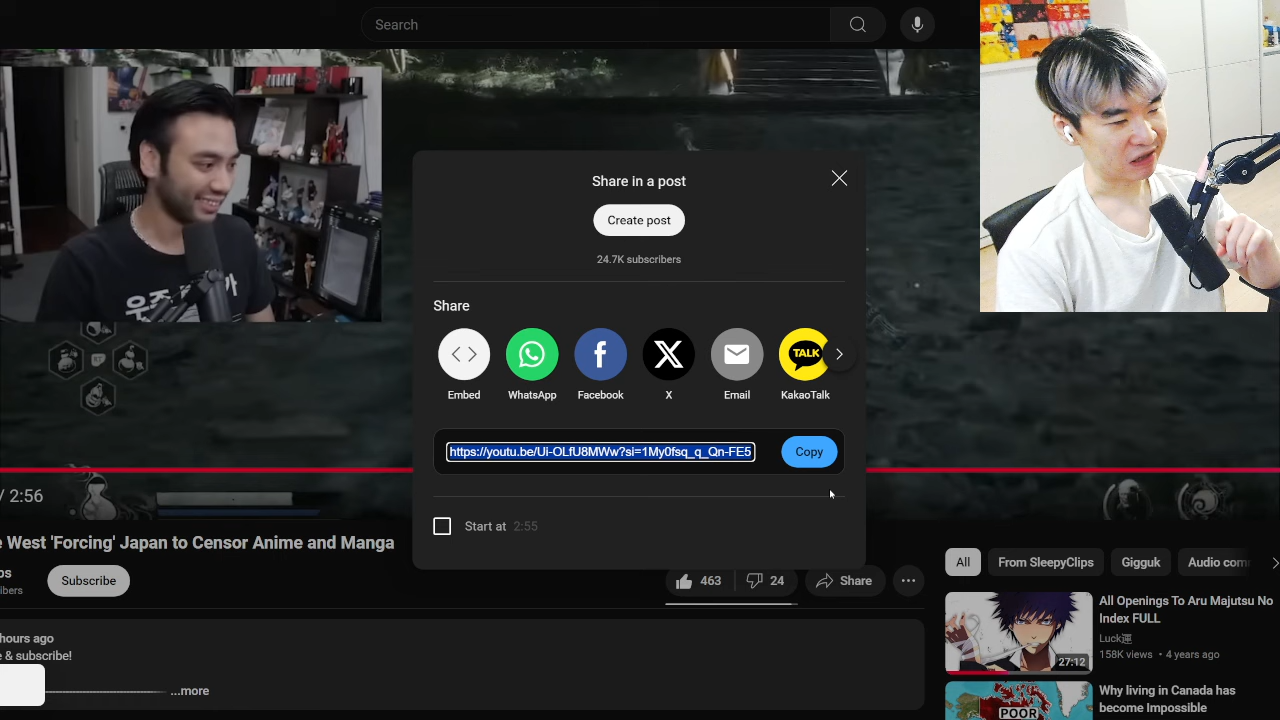 Search
Share in a post
Create post
24.7K subscribers
Share
Embed
WhatsApp
Facebook
X
Email
TALK
KakaoTalk
https://youtu.be/Ui-OLfU8MWw?si=1My0fsq_q_Qn-FE5
Copy
Start at 2:55
/ 2:56
e West 'Forcing' Japan to Censor Anime and Manga
ps
ibers
Subscribe
463
24
Share
hours ago
e & subscribe!
...more
All
From SleepyClips
Gigguk
Audio com
All Openings To Aru Majutsu No
Index FULL
Luck運
158K views • 4 years ago
27:12
Why living in Canada has
become Impossible
POOR